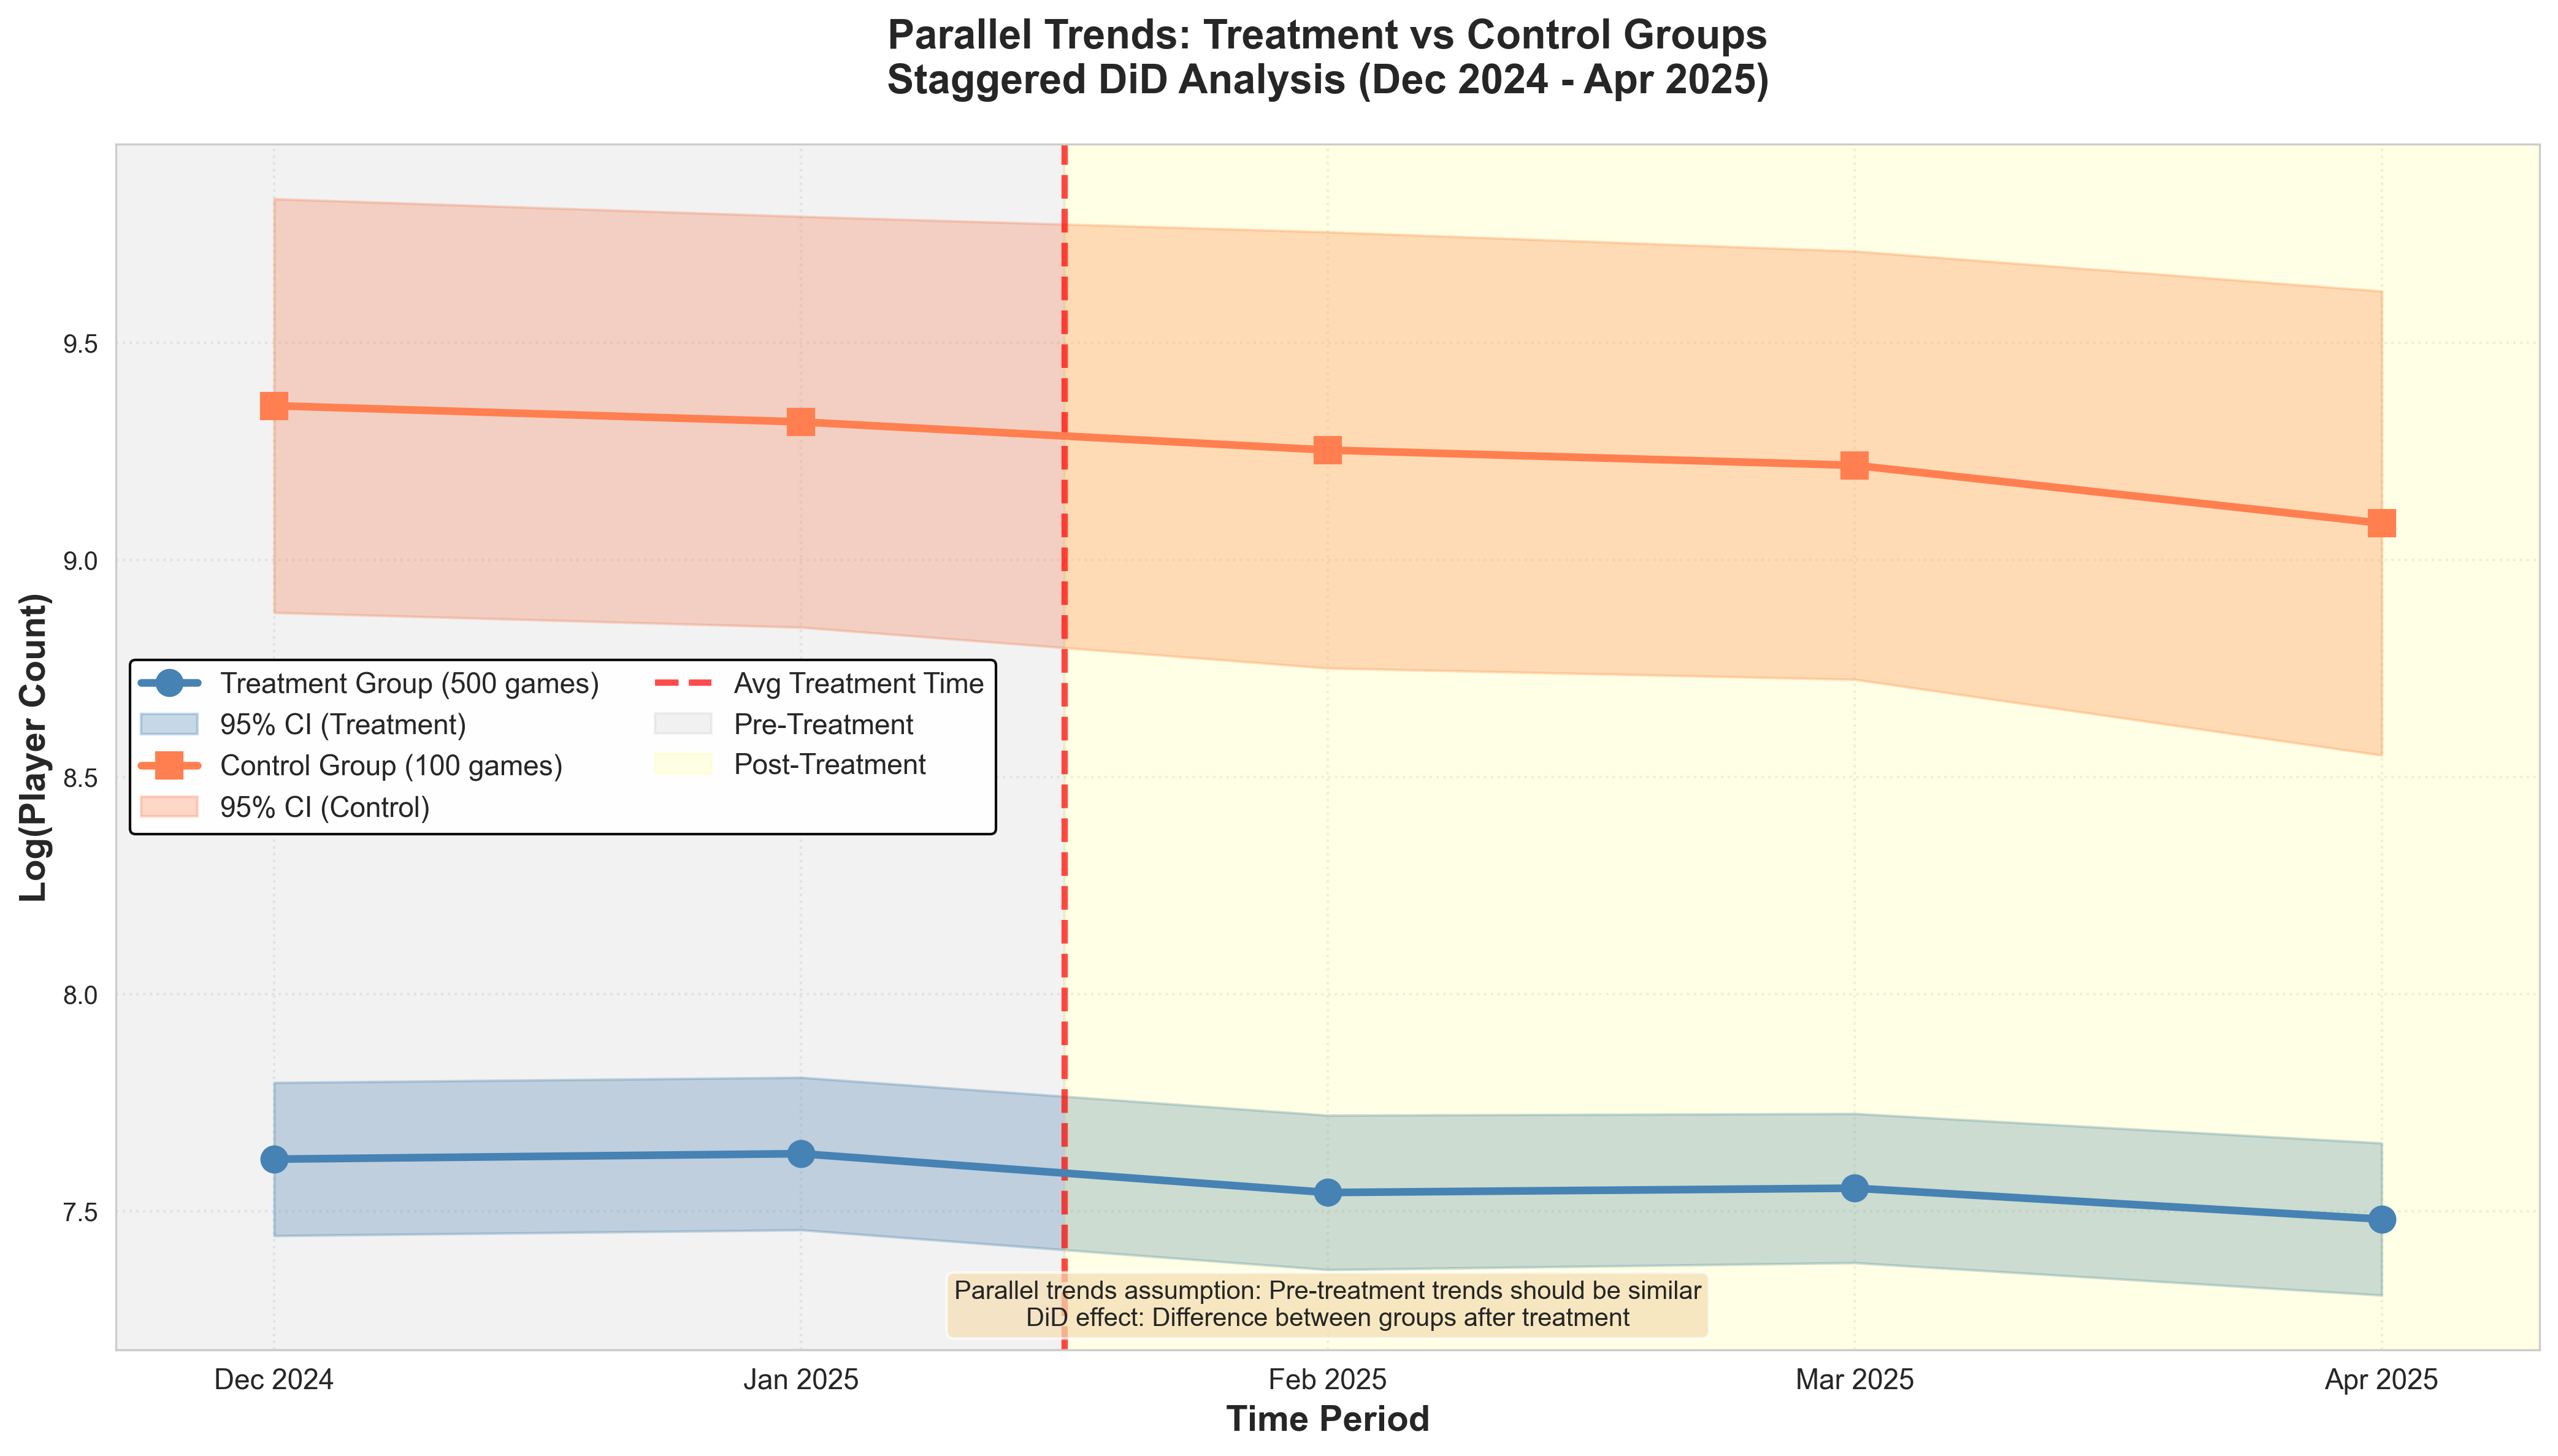 Parallel Trends: Treatment vs Control Groups
Staggered DiD Analysis (Dec 2024 - Apr 2025)
Log(Player Count)
9.5
9.0
8.5
8.0
7.5
Treatment Group (500 games)
95% CI (Treatment)
Control Group (100 games)
95% CI (Control)
Avg Treatment Time
Pre-Treatment
Post-Treatment
Parallel trends assumption: Pre-treatment trends should be similar
DiD effect: Difference between groups after treatment
Dec 2024
Jan 2025
Feb 2025
Mar 2025
Apr 2025
Time Period